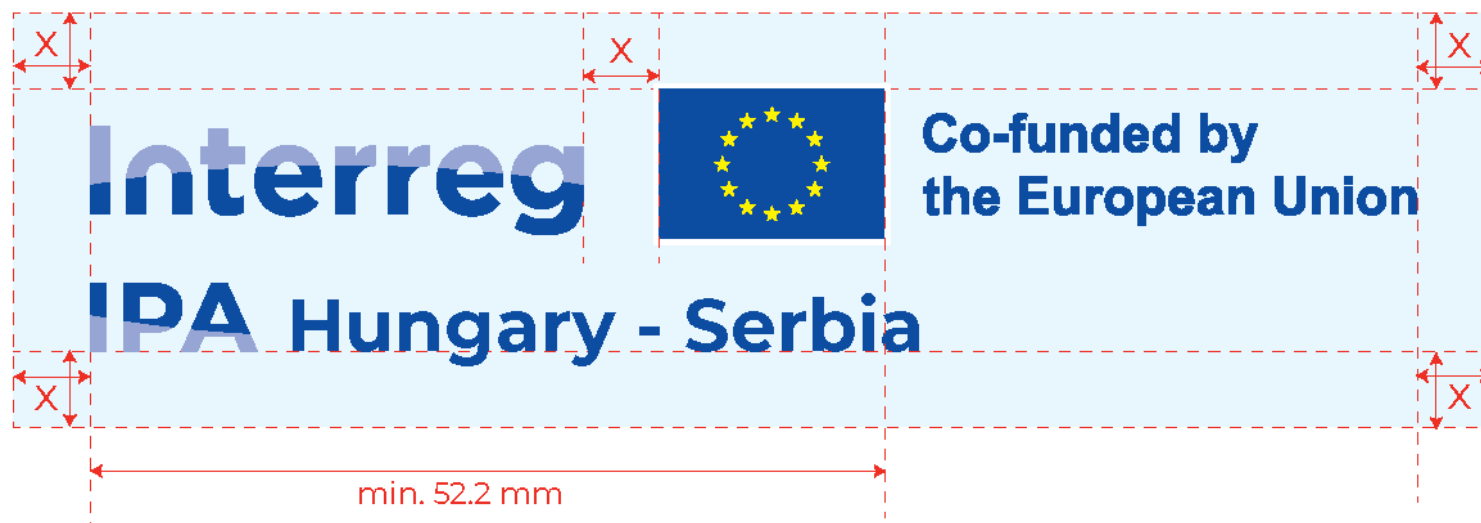 X X X
Interreg Co-funded by
the European Union
IPA Hungary - Serbia
X X
min. 52.2 mm